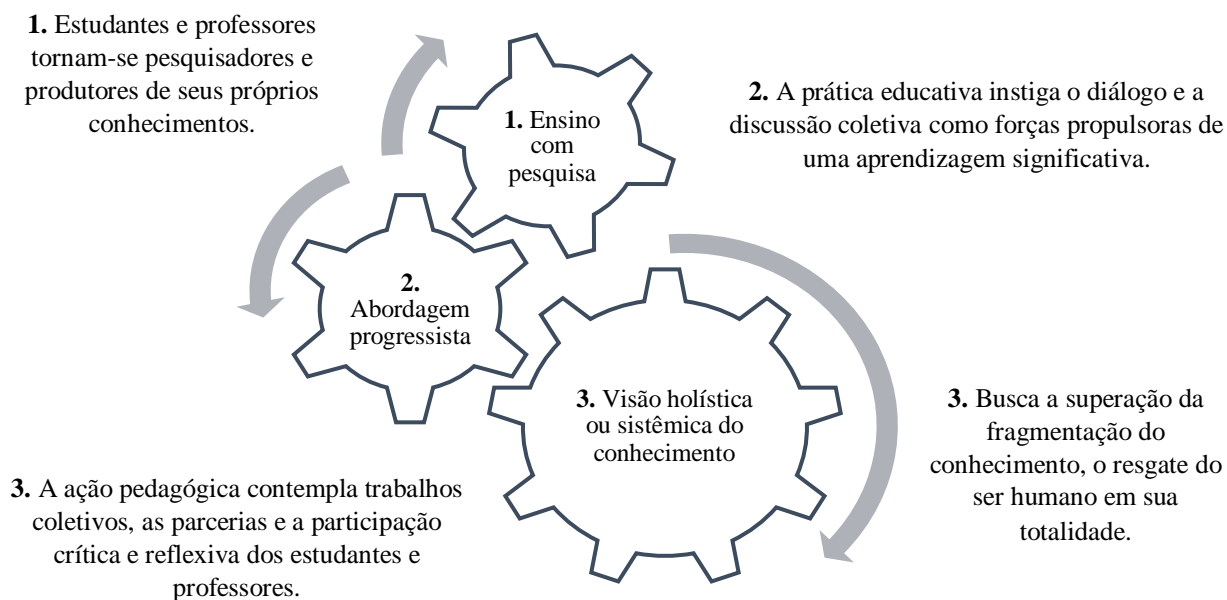 1. Estudantes e professores
tornam-se pesquisadores e
produtores de seus próprios
conhecimentos.
1. Ensino
com
pesquisa
2. A prática educativa instiga o diálogo e a
discussão coletiva como forças propulsoras de
uma aprendizagem significativa.
2.
Abordagem
progressista
3. Visão holística
ou sistêmica do
conhecimento
3. Busca a superação da
fragmentação do
conhecimento, o resgate do
ser humano em sua
totalidade.
3. A ação pedagógica contempla trabalhos
coletivos, as parcerias e a participação
crítica e reflexiva dos estudantes e
professores.